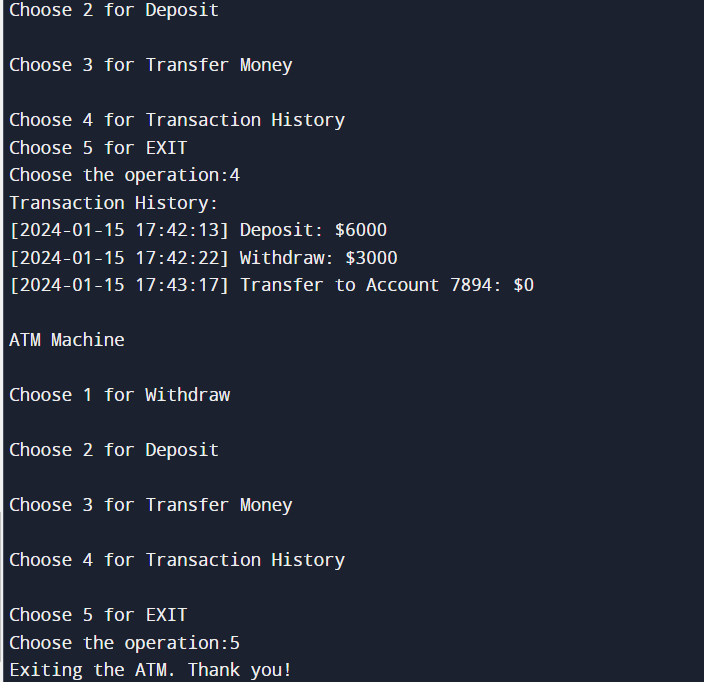 Choose 2 for Deposit
Choose 3 for Transfer Money
Choose 4 for Transaction History
Choose 5 for EXIT
Choose the operation:4
Transaction History:
[2024-01-15 17:42:13] Deposit: $6000
[2024-01-15 17:42:22] Withdraw: $3000
[2024-01-15 17:43:17] Transfer to Account 7894: $0
ATM Machine
Choose 1 for Withdraw
Choose 2 for Deposit
Choose 3 for Transfer Money
Choose 4 for Transaction History
Choose 5 for EXIT
Choose the operation:5
Exiting the ATM. Thank you!